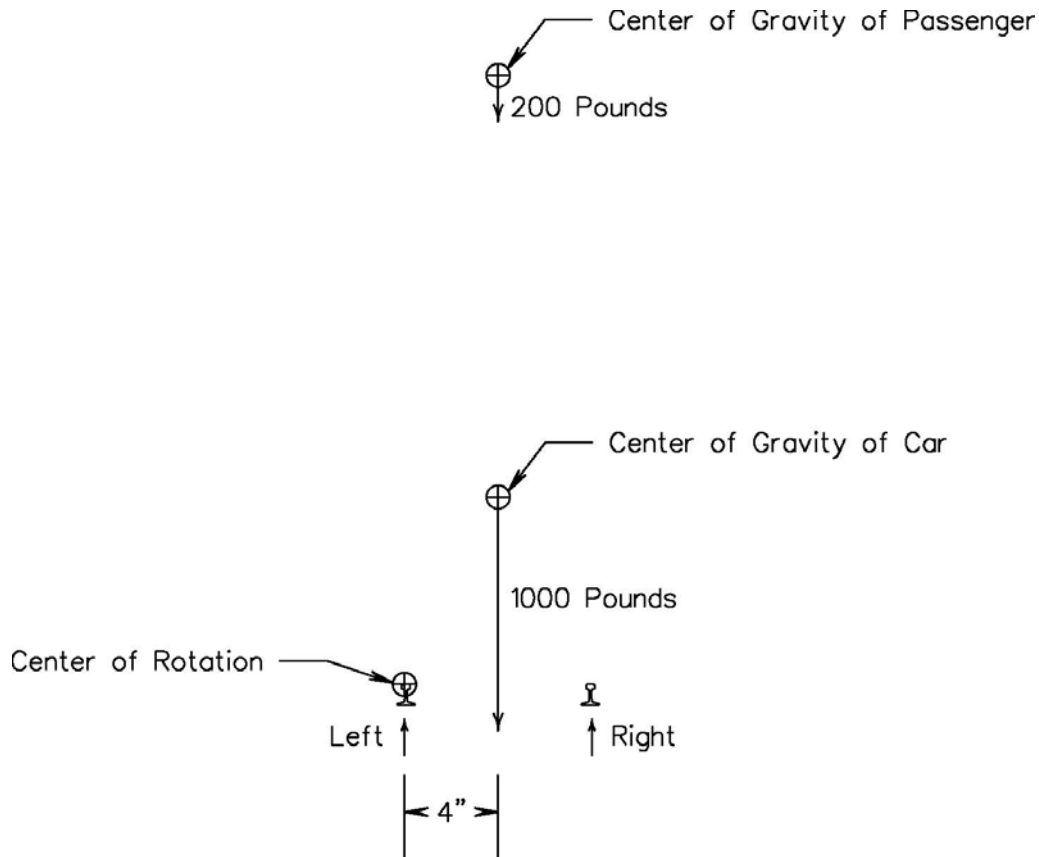 Center of Gravity of Passenger
200 Pounds
Center of Gravity of Car
1000 Pounds
Center of Rotation
Left
Right
4"